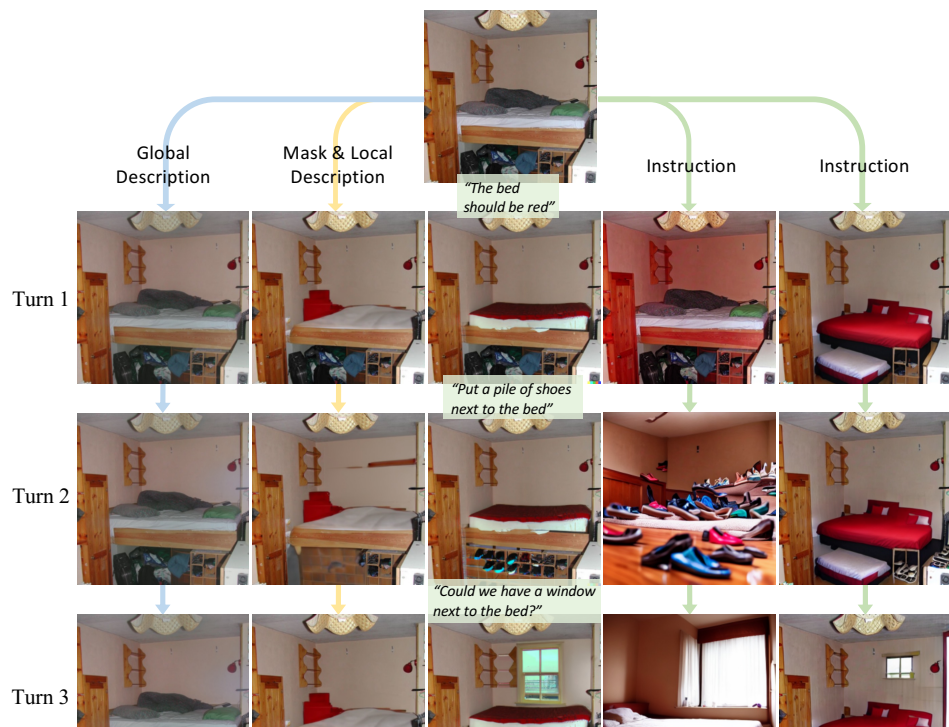 Global
Description
Mask & Local
Description
Instruction
Instruction
“The bed
should be red”
Turn 1
“Put a pile of shoes
next to the bed”
Turn 2
“Could we have a window
next to the bed?”
Turn 3